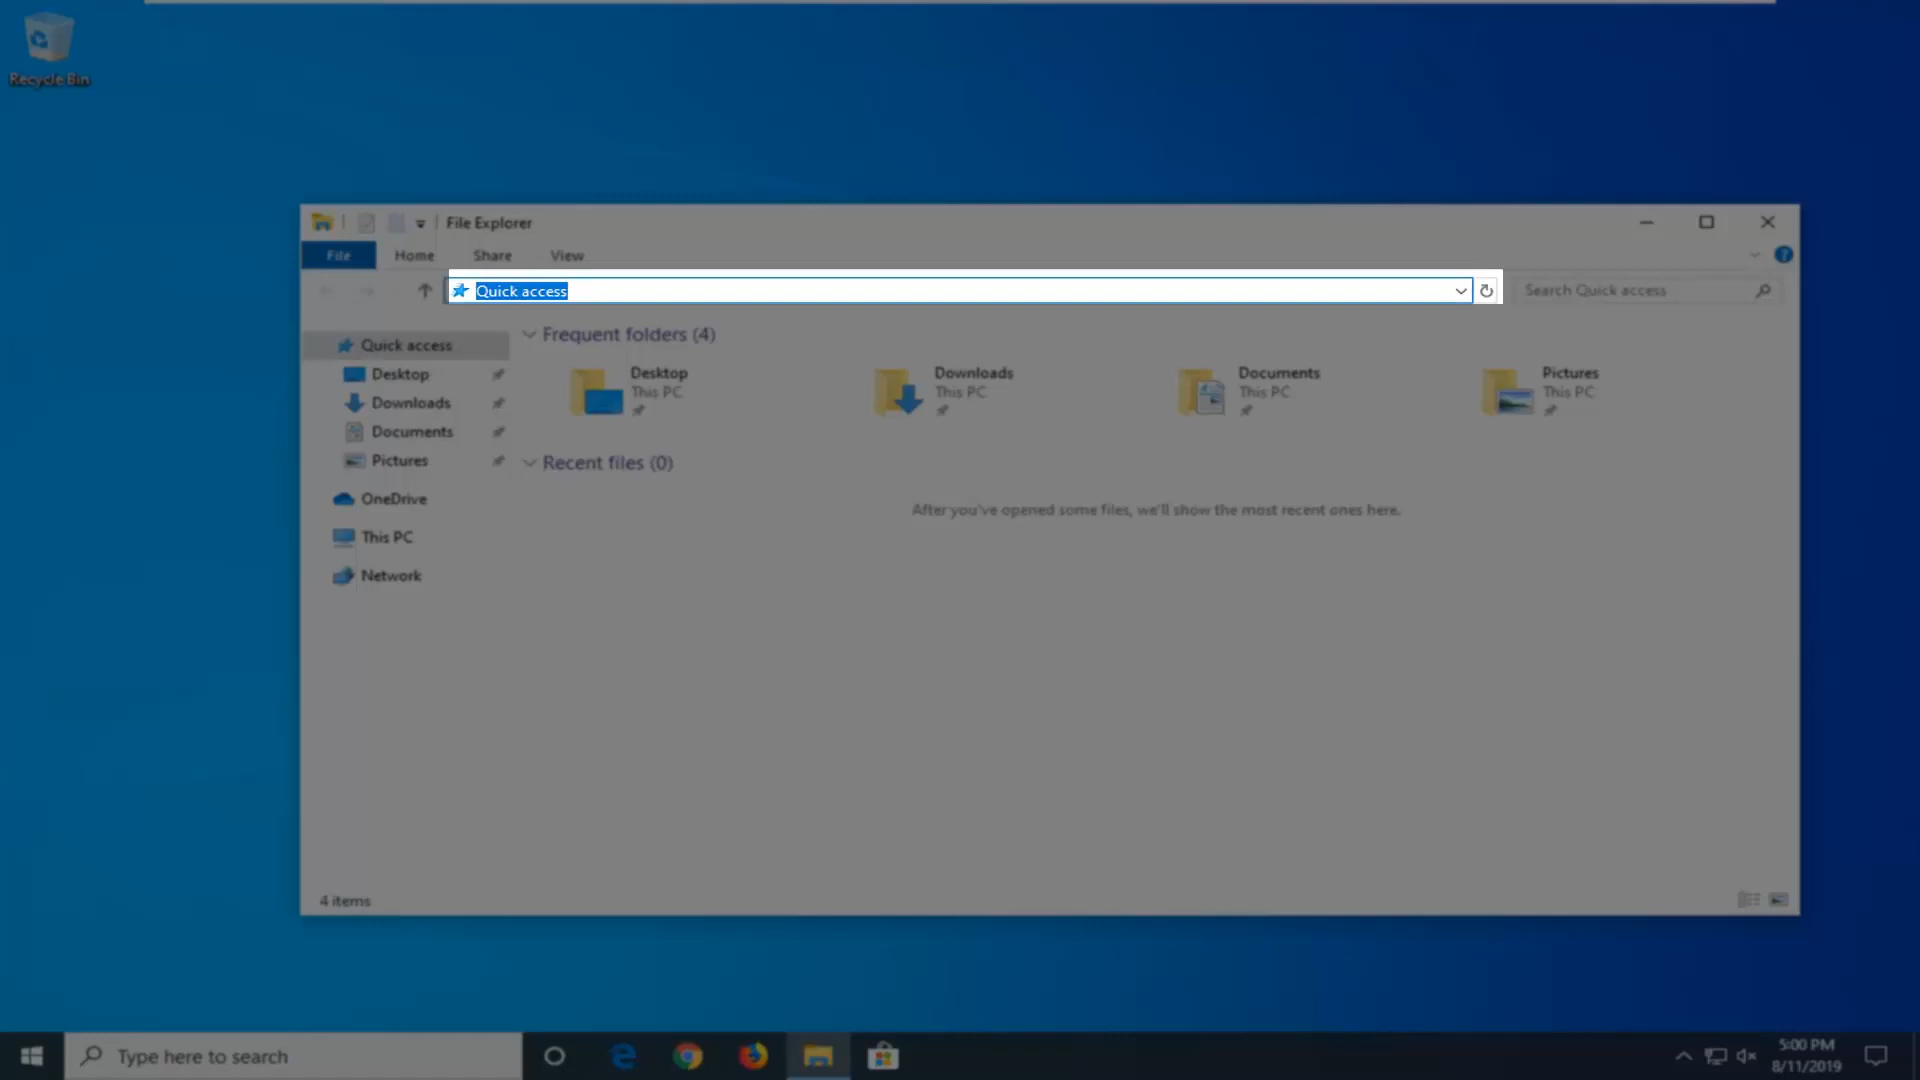 Recycle Bin
File Explorer
File Home Share View
Quick access
Search Quick access
Quick access
Desktop
Downloads
Documents
Pictures
OneDrive
This PC
Network
Frequent folders (4)
Desktop
This PC
Downloads
This PC
Documents
This PC
Pictures
This PC
Recent files (0)
After you've opened some files, we'll show the most recent ones here.
4 items
Type here to search
5:00 PM
8/11/2019